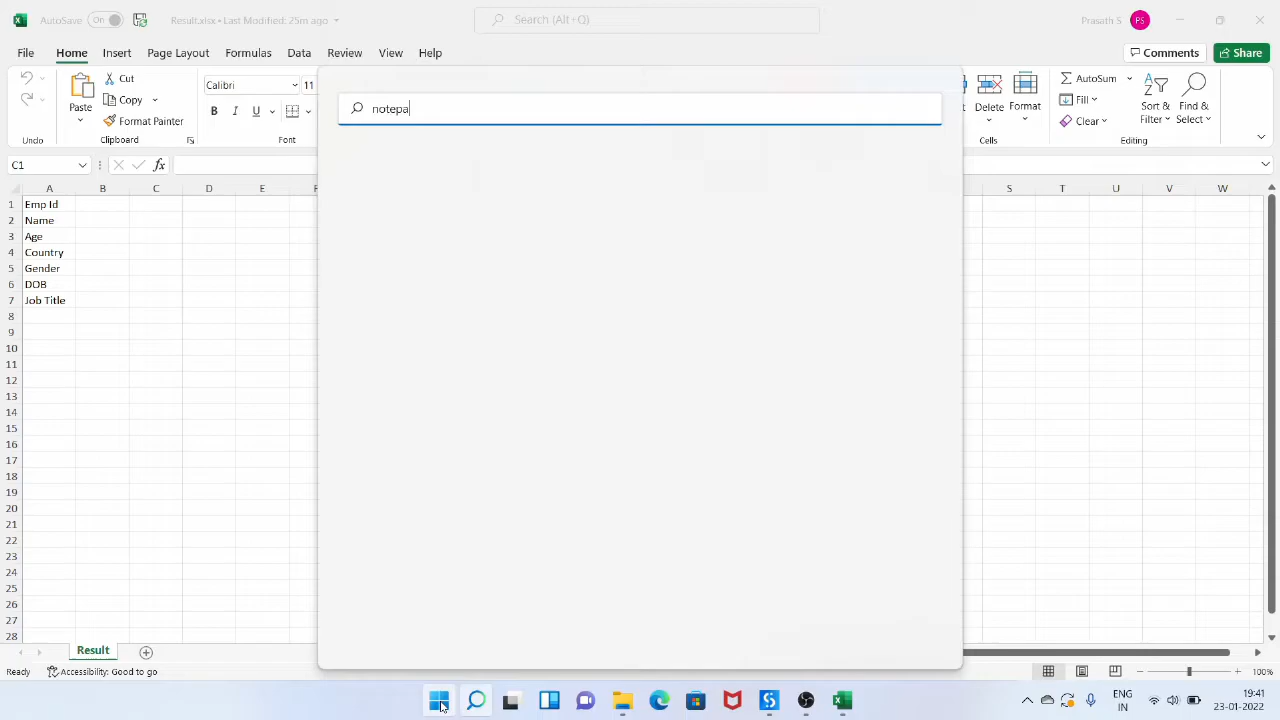 AutoSave On Result.xlsx • Last Modified: 25m ago Search (Alt+Q) Prasath S PS
File Home Insert Page Layout Formulas Data Review View Help Comments Share
Paste Cut Copy Format Painter
Undo Clipboard
Calibri 11
B I U
Font
Delete Format
Cells
AutoSum Fill Clear
Sort & Filter Find & Select
Editing
notepa
C1 fx
A B C D E S T U V W
1 Emp Id
2 Name
3 Age
4 Country
5 Gender
6 DOB
7 Job Title
8
9
10
11
12
13
14
15
16
17
18
19
20
21
22
23
24
25
26
27
28
Result
Ready Accessibility: Good to go 100%
ENG IN 19:41 23-01-2022